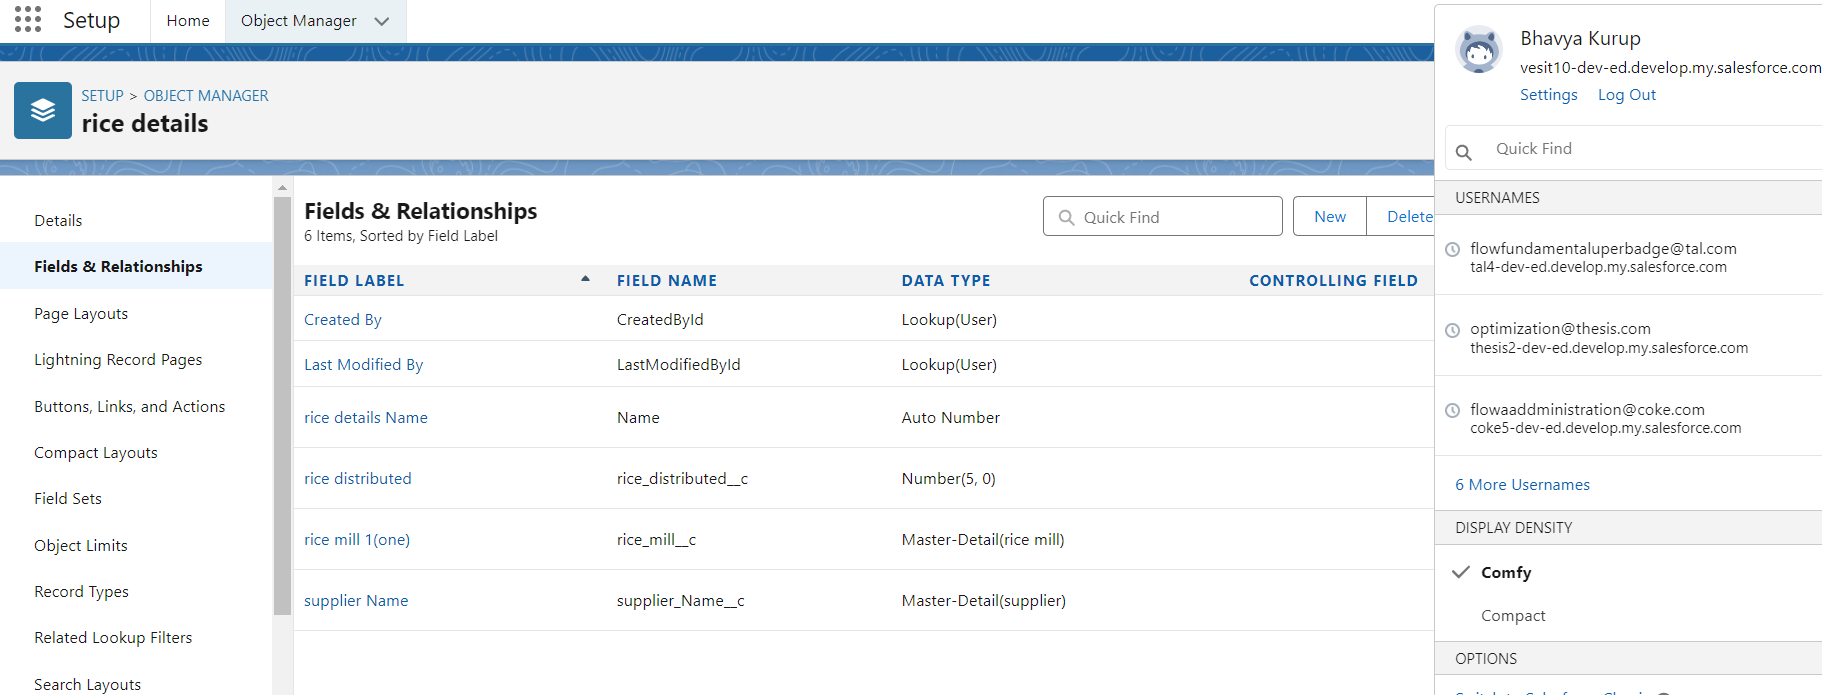 Setup Home Object Manager
SETUP > OBJECT MANAGER
rice details
Details
Fields & Relationships
Page Layouts
Lightning Record Pages
Buttons, Links, and Actions
Compact Layouts
Field Sets
Object Limits
Record Types
Related Lookup Filters
Search Layouts
Fields & Relationships
6 Items, Sorted by Field Label
Quick Find
New
Delete
FIELD LABEL FIELD NAME DATA TYPE CONTROLLING FIELD
Created By CreatedById Lookup(User)
Last Modified By LastModifiedById Lookup(User)
rice details Name Name Auto Number
rice distributed rice_distributed__c Number(5, 0)
rice mill 1(one) rice_mill__c Master-Detail(rice mill)
supplier Name supplier_Name__c Master-Detail(supplier)
Bhavya Kurup
vesit10-dev-ed.develop.my.salesforce.com
Settings Log Out
Quick Find
USERNAMES
flowfundamentaluperbadge@tal.com
tal4-dev-ed.develop.my.salesforce.com
optimization@thesis.com
thesis2-dev-ed.develop.my.salesforce.com
flowaaddministration@coke.com
coke5-dev-ed.develop.my.salesforce.com
6 More Usernames
DISPLAY DENSITY
Comfy
Compact
OPTIONS